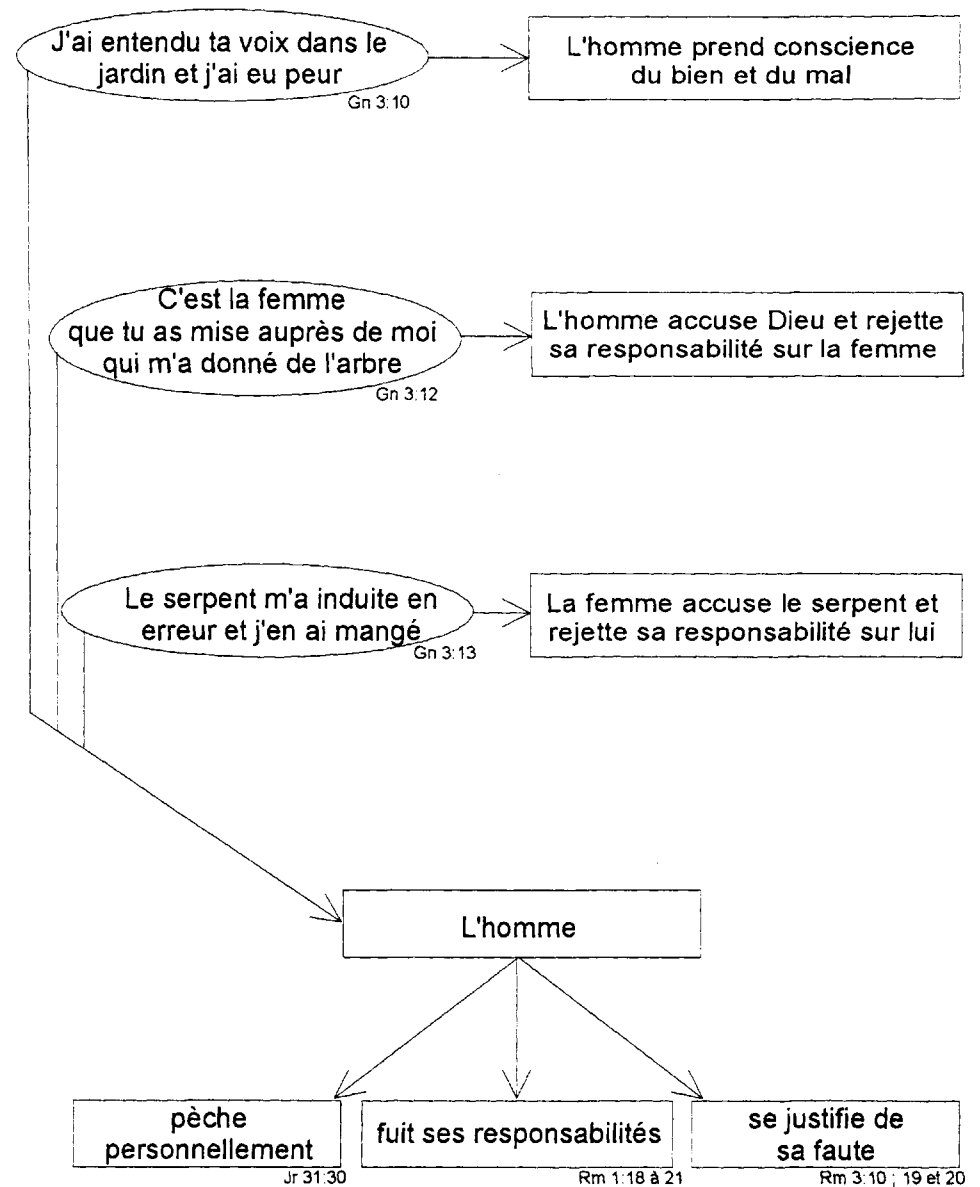 J'ai entendu ta voix dans le
jardin et j'ai eu peur
Gn 3:10
L'homme prend conscience
du bien et du mal
C'est la femme
que tu as mise auprès de moi
qui m'a donné de l'arbre
Gn 3:12
L'homme accuse Dieu et rejette
sa responsabilité sur la femme
Le serpent m'a induite en
erreur et j'en ai mangé
Gn 3:13
La femme accuse le serpent et
rejette sa responsabilité sur lui
L'homme
pèche
personnellement
Jr 31:30
fuit ses responsabilités
Rm 1:18 à 21
se justifie de
sa faute
Rm 3:10 ; 19 et 20